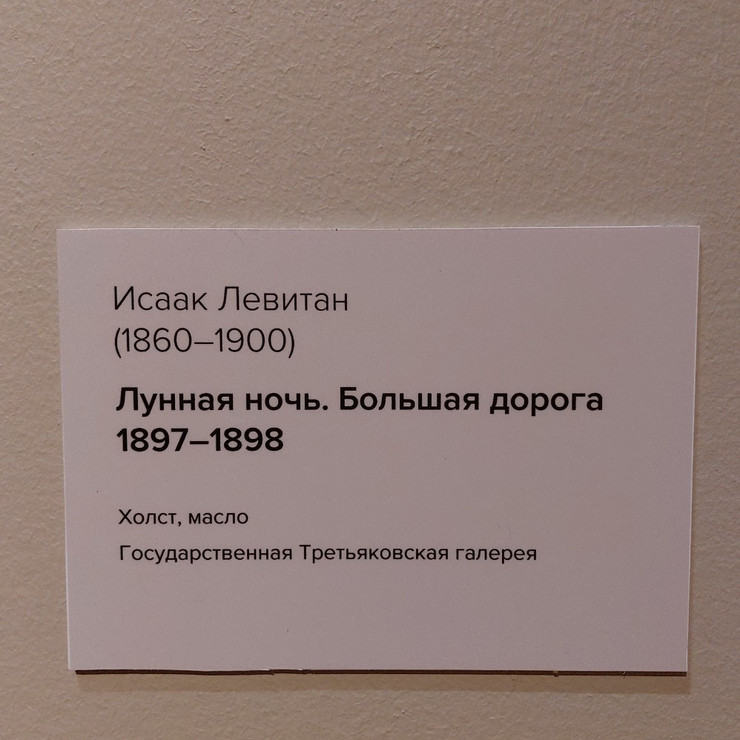 Исаак Левитан
(1860–1900)
Лунная ночь. Большая дорога
1897–1898
Холст, масло
Государственная Третьяковская галерея